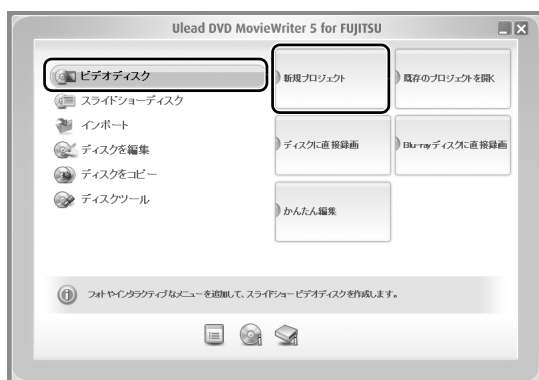 Ulead DVD MovieWriter 5 for FUJITSU
ビデオディスク
スライドショーディスク
インポート
ディスクを編集
ディスクをコピー
ディスクツール
新規プロジェクト
既存のプロジェクトを開く
ディスクに直接録画
Blu-rayディスクに直接録画
かんたん編集
フォトやインタラクティブなメニューを追加して、スライドショービデオディスクを作成します。